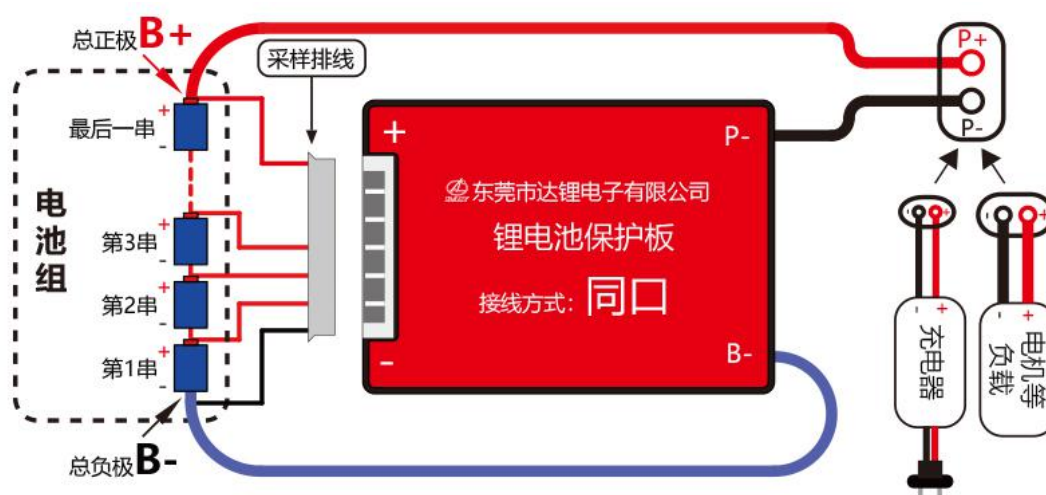 总正极B+
采样排线
P+
P-
最后一串
+
-
电池组
第3串
+
-
第2串
+
-
第1串
+
-
总负极B-
+
-
P-
东莞市达锂电子有限公司
锂电池保护板
接线方式：同口
B-
-
+
-
+
充电器
-
+
-
+
电机等
负载